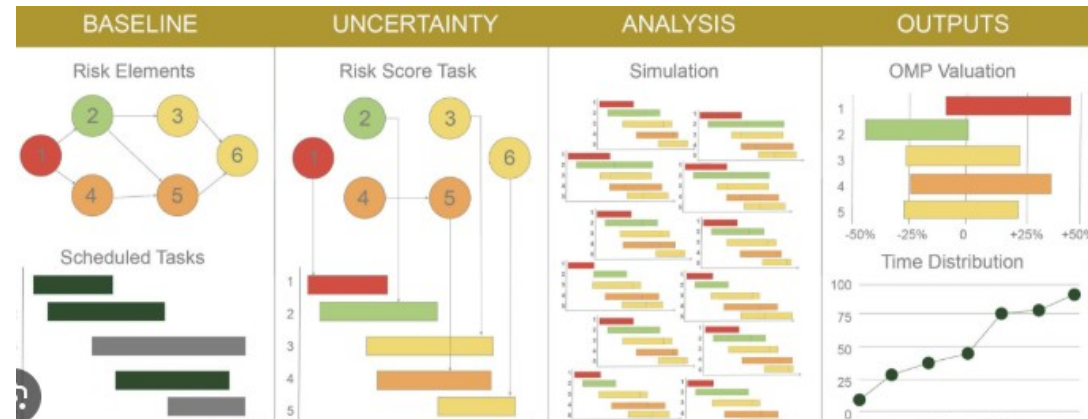 BASELINE
UNCERTAINTY
ANALYSIS
OUTPUTS
Risk Elements
Risk Score Task
Simulation
OMP Valuation
1
2
3
4
5
6
1
2
3
4
5
6
1
2
3
4
5
-50% -25% 0 +25% +50%
Scheduled Tasks
1
2
3
4
5
Time Distribution
100
75
50
25
0